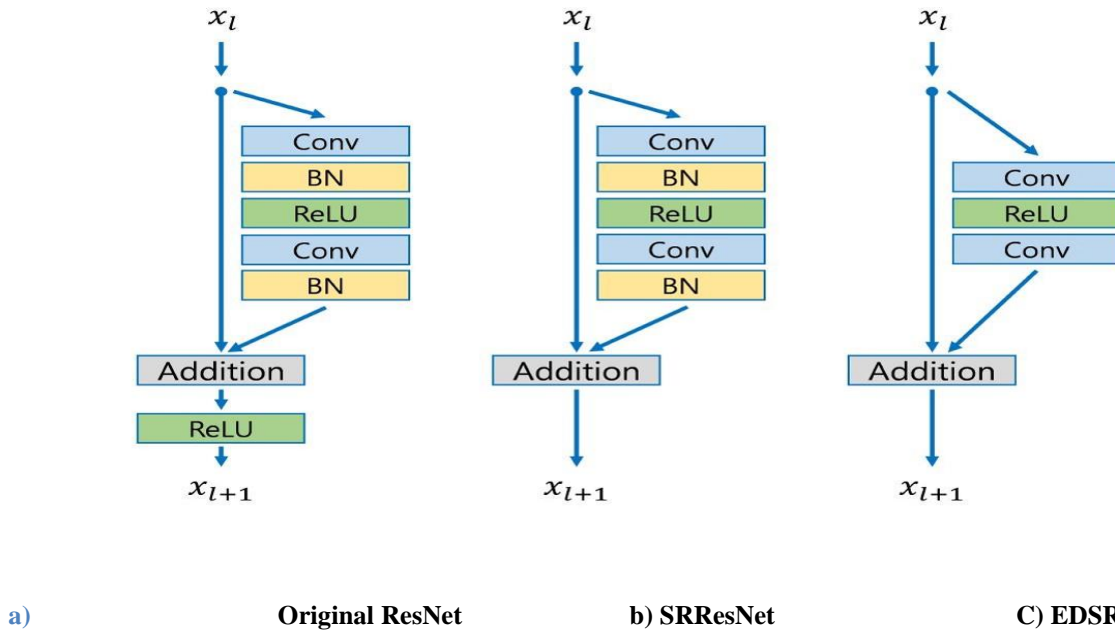 x_l x_l x_l
Conv Conv
BN BN Conv
ReLU ReLU ReLU
Conv Conv Conv
BN BN
Addition Addition Addition
ReLU
x_{l+1} x_{l+1} x_{l+1}
a) Original ResNet b) SRResNet C) EDSR